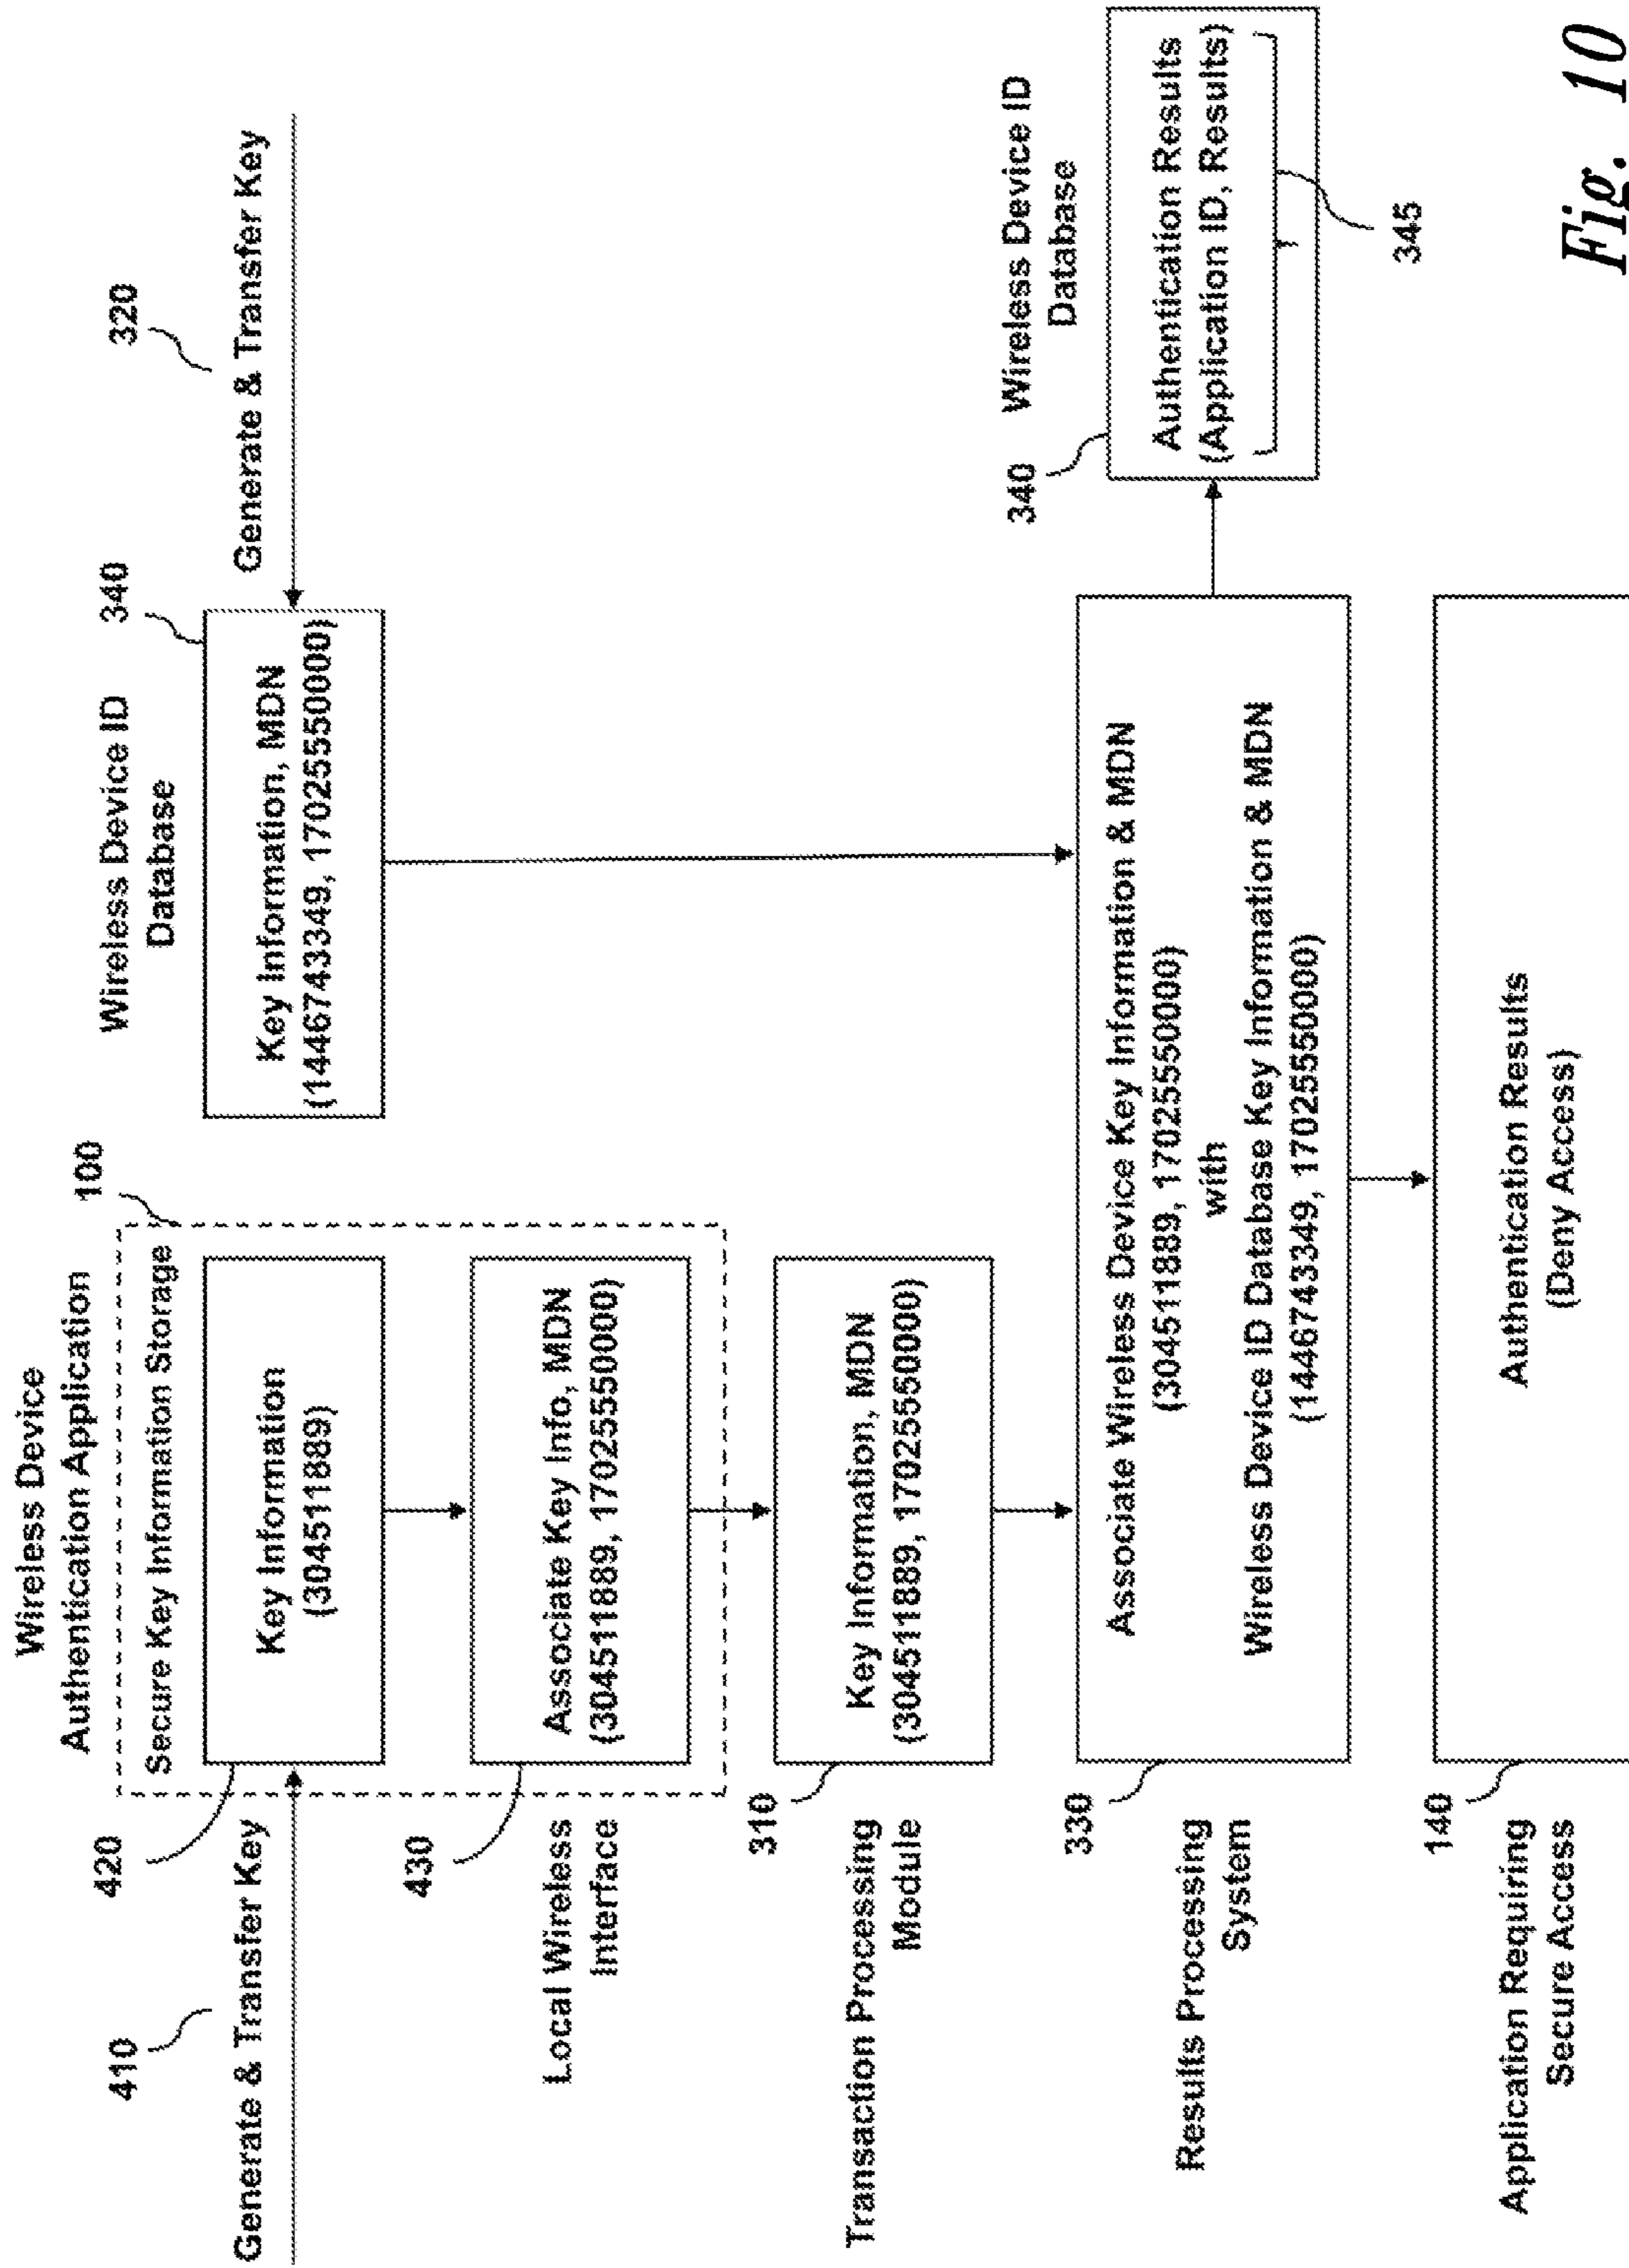 410
Generate & Transfer Key
Wireless Device
Authentication Application
100
Secure Key Information Storage
420
Key Information
(304511889)
Wireless Device ID
Database
340
Key Information, MDN
(1446743349, 17025550000)
320
Generate & Transfer Key
Local Wireless
Interface
430
Associate Key Info, MDN
(304511889, 17025550000)
Transaction Processing
Module
310
Key Information, MDN
(304511889, 17025550000)
Results Processing
System
330
Associate Wireless Device Key Information & MDN
(304511889, 17025550000)
with
Wireless Device ID Database Key Information & MDN
(1446743349, 17025550000)
340
Wireless Device ID
Database
Authentication Results
(Application ID, Results)
345
Application Requiring
Secure Access
140
Authentication Results
(Deny Access)
Fig. 10